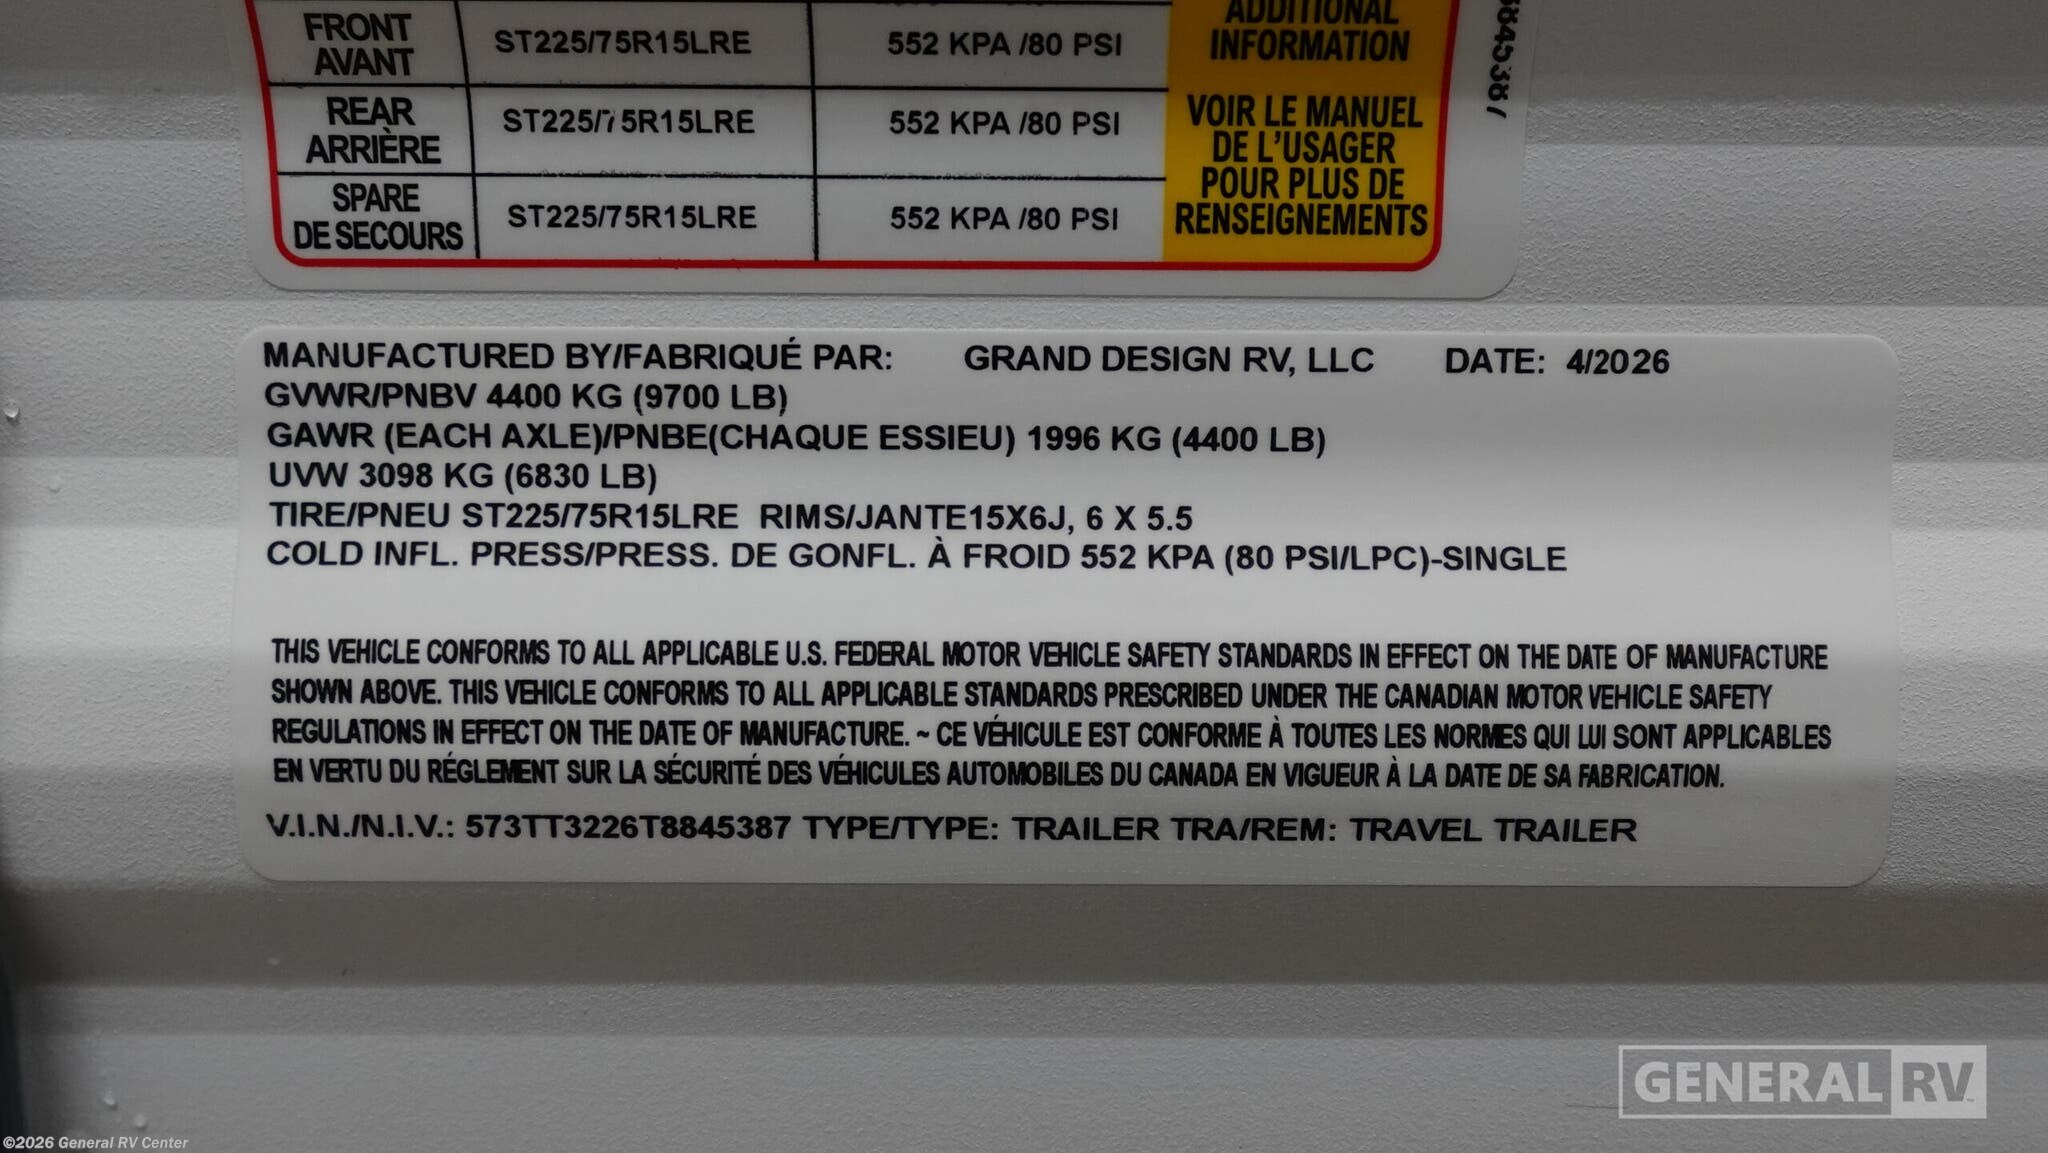 FRONT
AVANT
ST225/75R15LRE
552 KPA /80 PSI
ADDITIONAL
INFORMATION
REAR
ARRIÈRE
ST225/75R15LRE
552 KPA /80 PSI
VOIR LE MANUEL
DE L'USAGER
POUR PLUS DE
RENSEIGNEMENTS
SPARE
DE SECOURS
ST225/75R15LRE
552 KPA /80 PSI
8845387
MANUFACTURED BY/FABRIQUÉ PAR: GRAND DESIGN RV, LLC DATE: 4/2026
GVWR/PNBV 4400 KG (9700 LB)
GAWR (EACH AXLE)/PNBE(CHAQUE ESSIEU) 1996 KG (4400 LB)
UVW 3098 KG (6830 LB)
TIRE/PNEU ST225/75R15LRE RIMS/JANTE15X6J, 6 X 5.5
COLD INFL. PRESS/PRESS. DE GONFL. À FROID 552 KPA (80 PSI/LPC)-SINGLE
THIS VEHICLE CONFORMS TO ALL APPLICABLE U.S. FEDERAL MOTOR VEHICLE SAFETY STANDARDS IN EFFECT ON THE DATE OF MANUFACTURE
SHOWN ABOVE. THIS VEHICLE CONFORMS TO ALL APPLICABLE STANDARDS PRESCRIBED UNDER THE CANADIAN MOTOR VEHICLE SAFETY
REGULATIONS IN EFFECT ON THE DATE OF MANUFACTURE. ~ CE VÉHICULE EST CONFORME À TOUTES LES NORMES QUI LUI SONT APPLICABLES
EN VERTU DU RÉGLEMENT SUR LA SÉCURITÉ DES VÉHICULES AUTOMOBILES DU CANADA EN VIGUEUR À LA DATE DE SA FABRICATION.
V.I.N./N.I.V.: 573TT3226T8845387 TYPE/TYPE: TRAILER TRA/REM: TRAVEL TRAILER
GENERAL RV
©2026 General RV Center